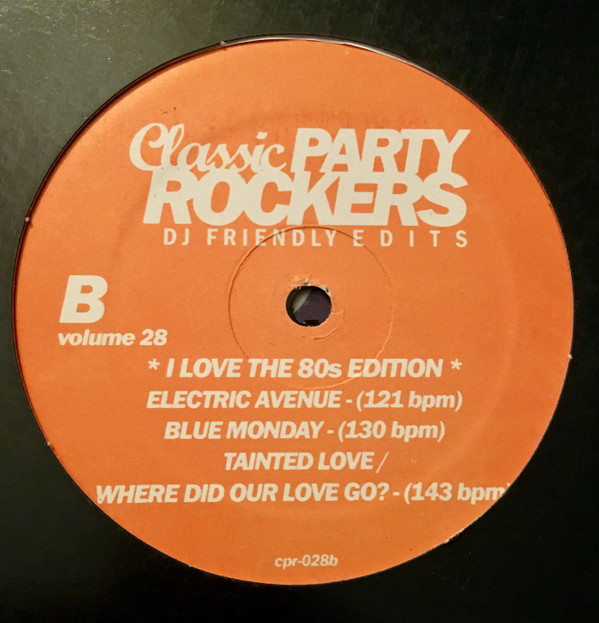 Classic PARTY
ROCKERS
DJ FRIENDLY EDITS
B
volume 28
* I LOVE THE 80s EDITION *
ELECTRIC AVENUE - (121 bpm)
BLUE MONDAY - (130 bpm)
TAINTED LOVE /
WHERE DID OUR LOVE GO? - (143 bpm)
cpr-028b